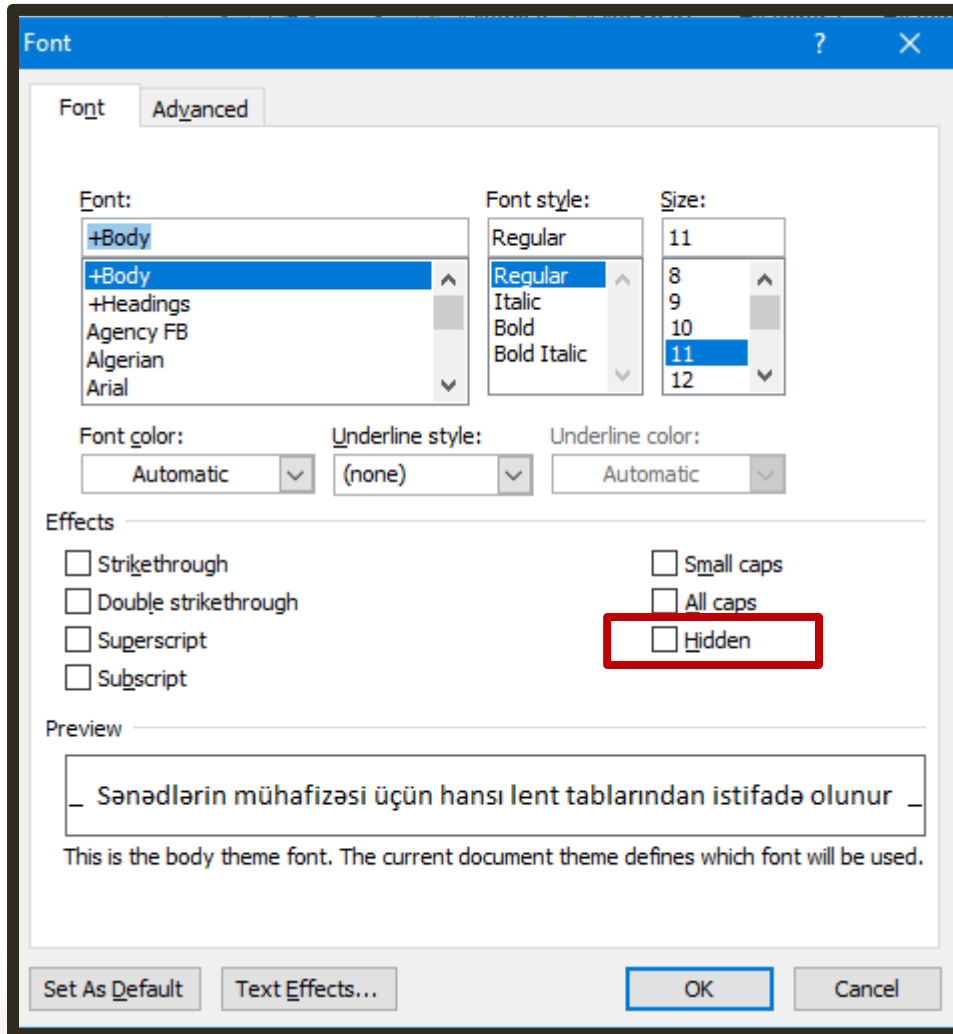 Font ?
Font Advanced
Font: Font style: Size:
+Body Regular 11
+Body Regular 8
+Headings Italic 9
Agency FB Bold 10
Algerian Bold Italic 11
Arial 12
Font color: Underline style: Underline color:
Automatic (none) Automatic
Effects
Strikethrough Small caps
Double strikethrough All caps
Superscript Hidden
Subscript
Preview
_ Sənədlərin mühafizəsi üçün hansı lent tablarından istifadə olunur _
This is the body theme font. The current document theme defines which font will be used.
Set As Default Text Effects... OK Cancel